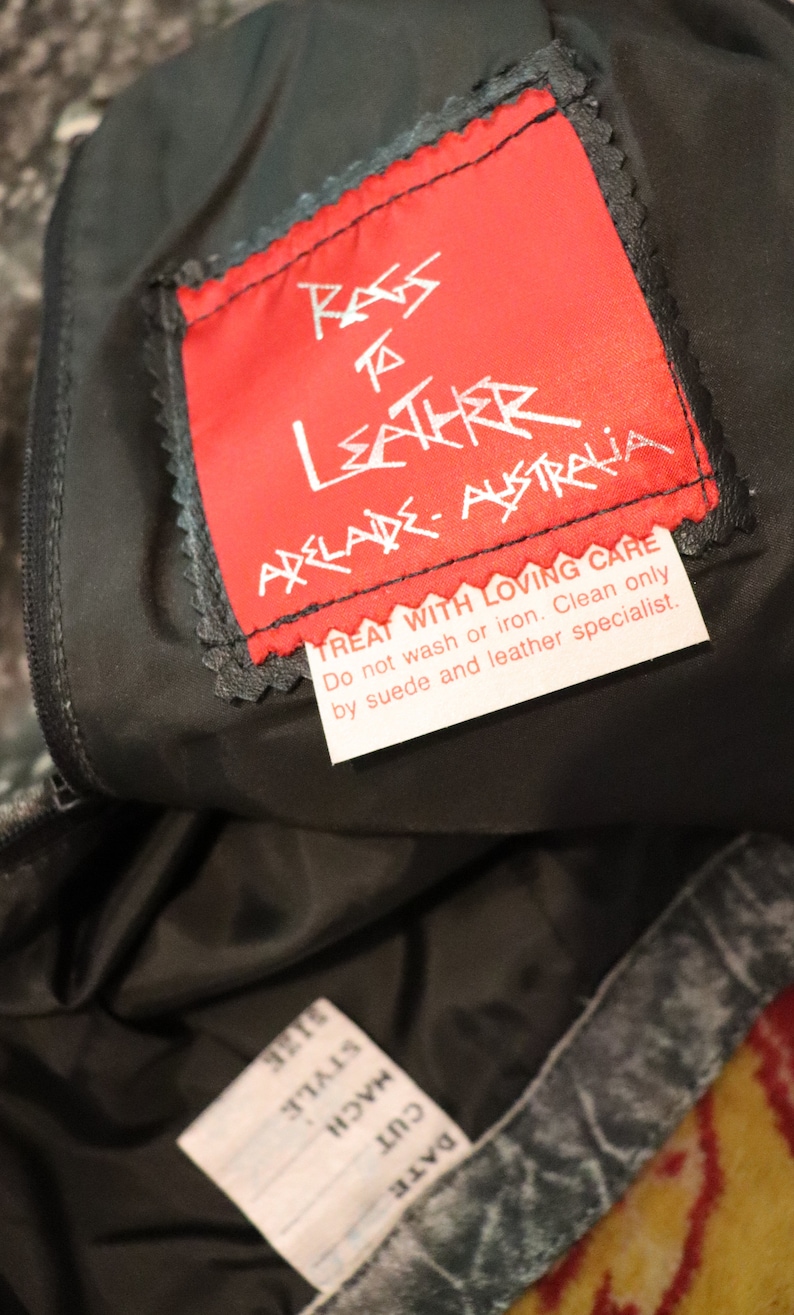 RAGS
TO
LEATHER
ADELAIDE - AUSTRALIA
TREAT WITH LOVING CARE
Do not wash or iron. Clean only
by suede and leather specialist.
SIZE
STYLE
MACH
CUT
DATE